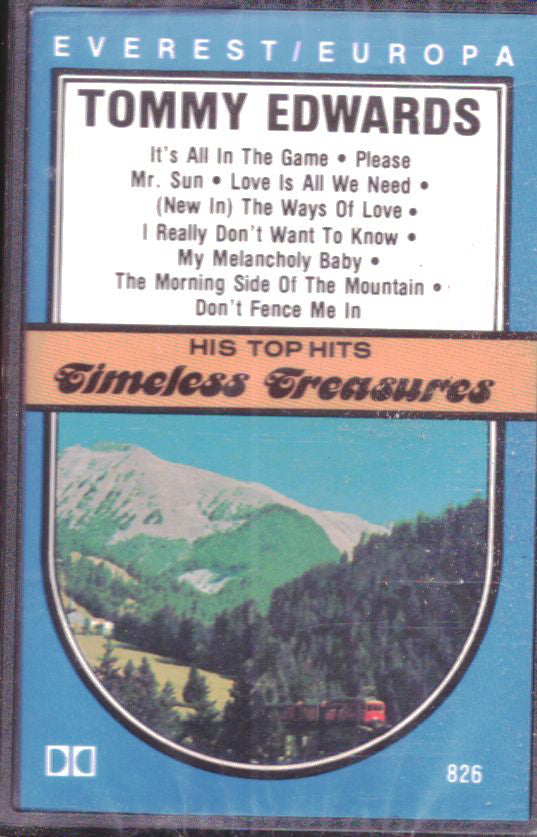 EVEREST/EUROPA
TOMMY EDWARDS
It's All In The Game • Please
Mr. Sun • Love Is All We Need •
(New In) The Ways Of Love •
I Really Don't Want To Know •
My Melancholy Baby •
The Morning Side Of The Mountain •
Don't Fence Me In
HIS TOP HITS
Timeless Treasures
826